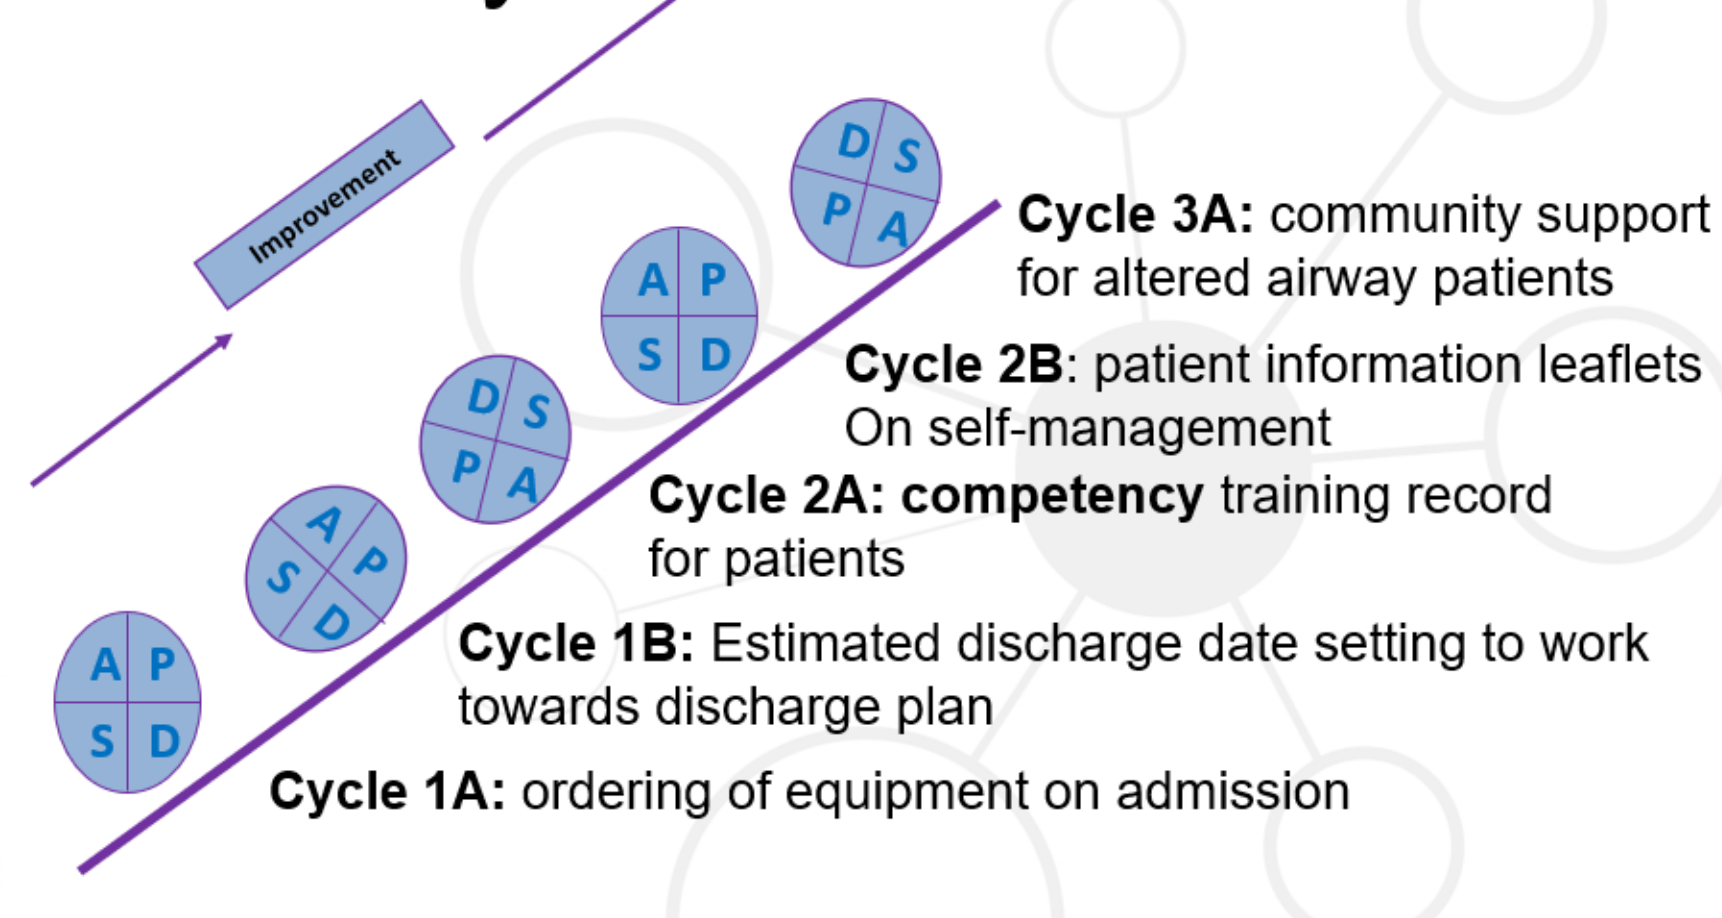 Improvement
D S
P A
Cycle 3A: community support
for altered airway patients
A P
S D
Cycle 2B: patient information leaflets
On self-management
D S
P A
Cycle 2A: competency training record
for patients
A P
S D
Cycle 1B: Estimated discharge date setting to work
towards discharge plan
A P
S D
Cycle 1A: ordering of equipment on admission